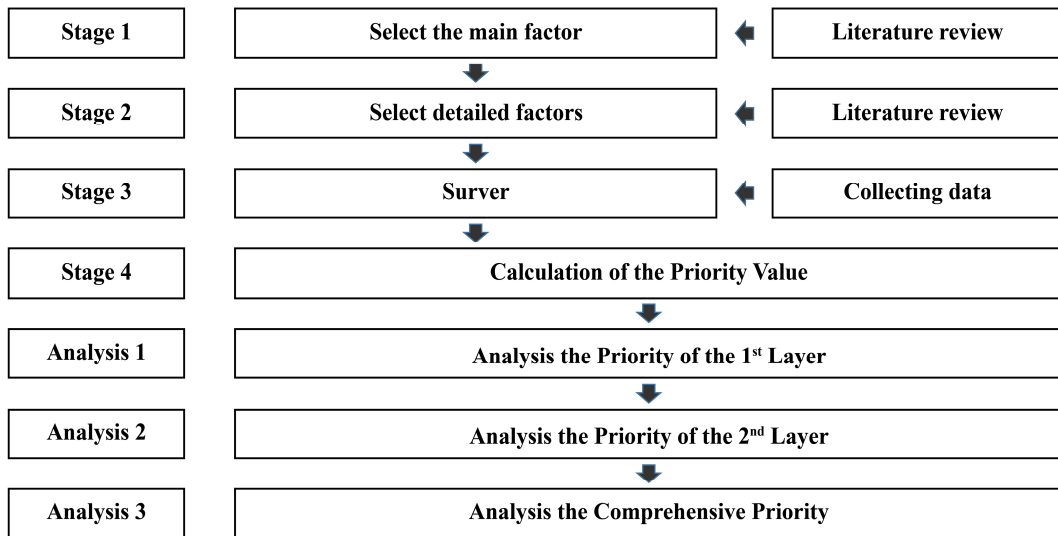 Stage 1 Select the main factor Literature review
Stage 2 Select detailed factors Literature review
Stage 3 Surver Collecting data
Stage 4 Calculation of the Priority Value
Analysis 1 Analysis the Priority of the 1st Layer
Analysis 2 Analysis the Priority of the 2nd Layer
Analysis 3 Analysis the Comprehensive Priority